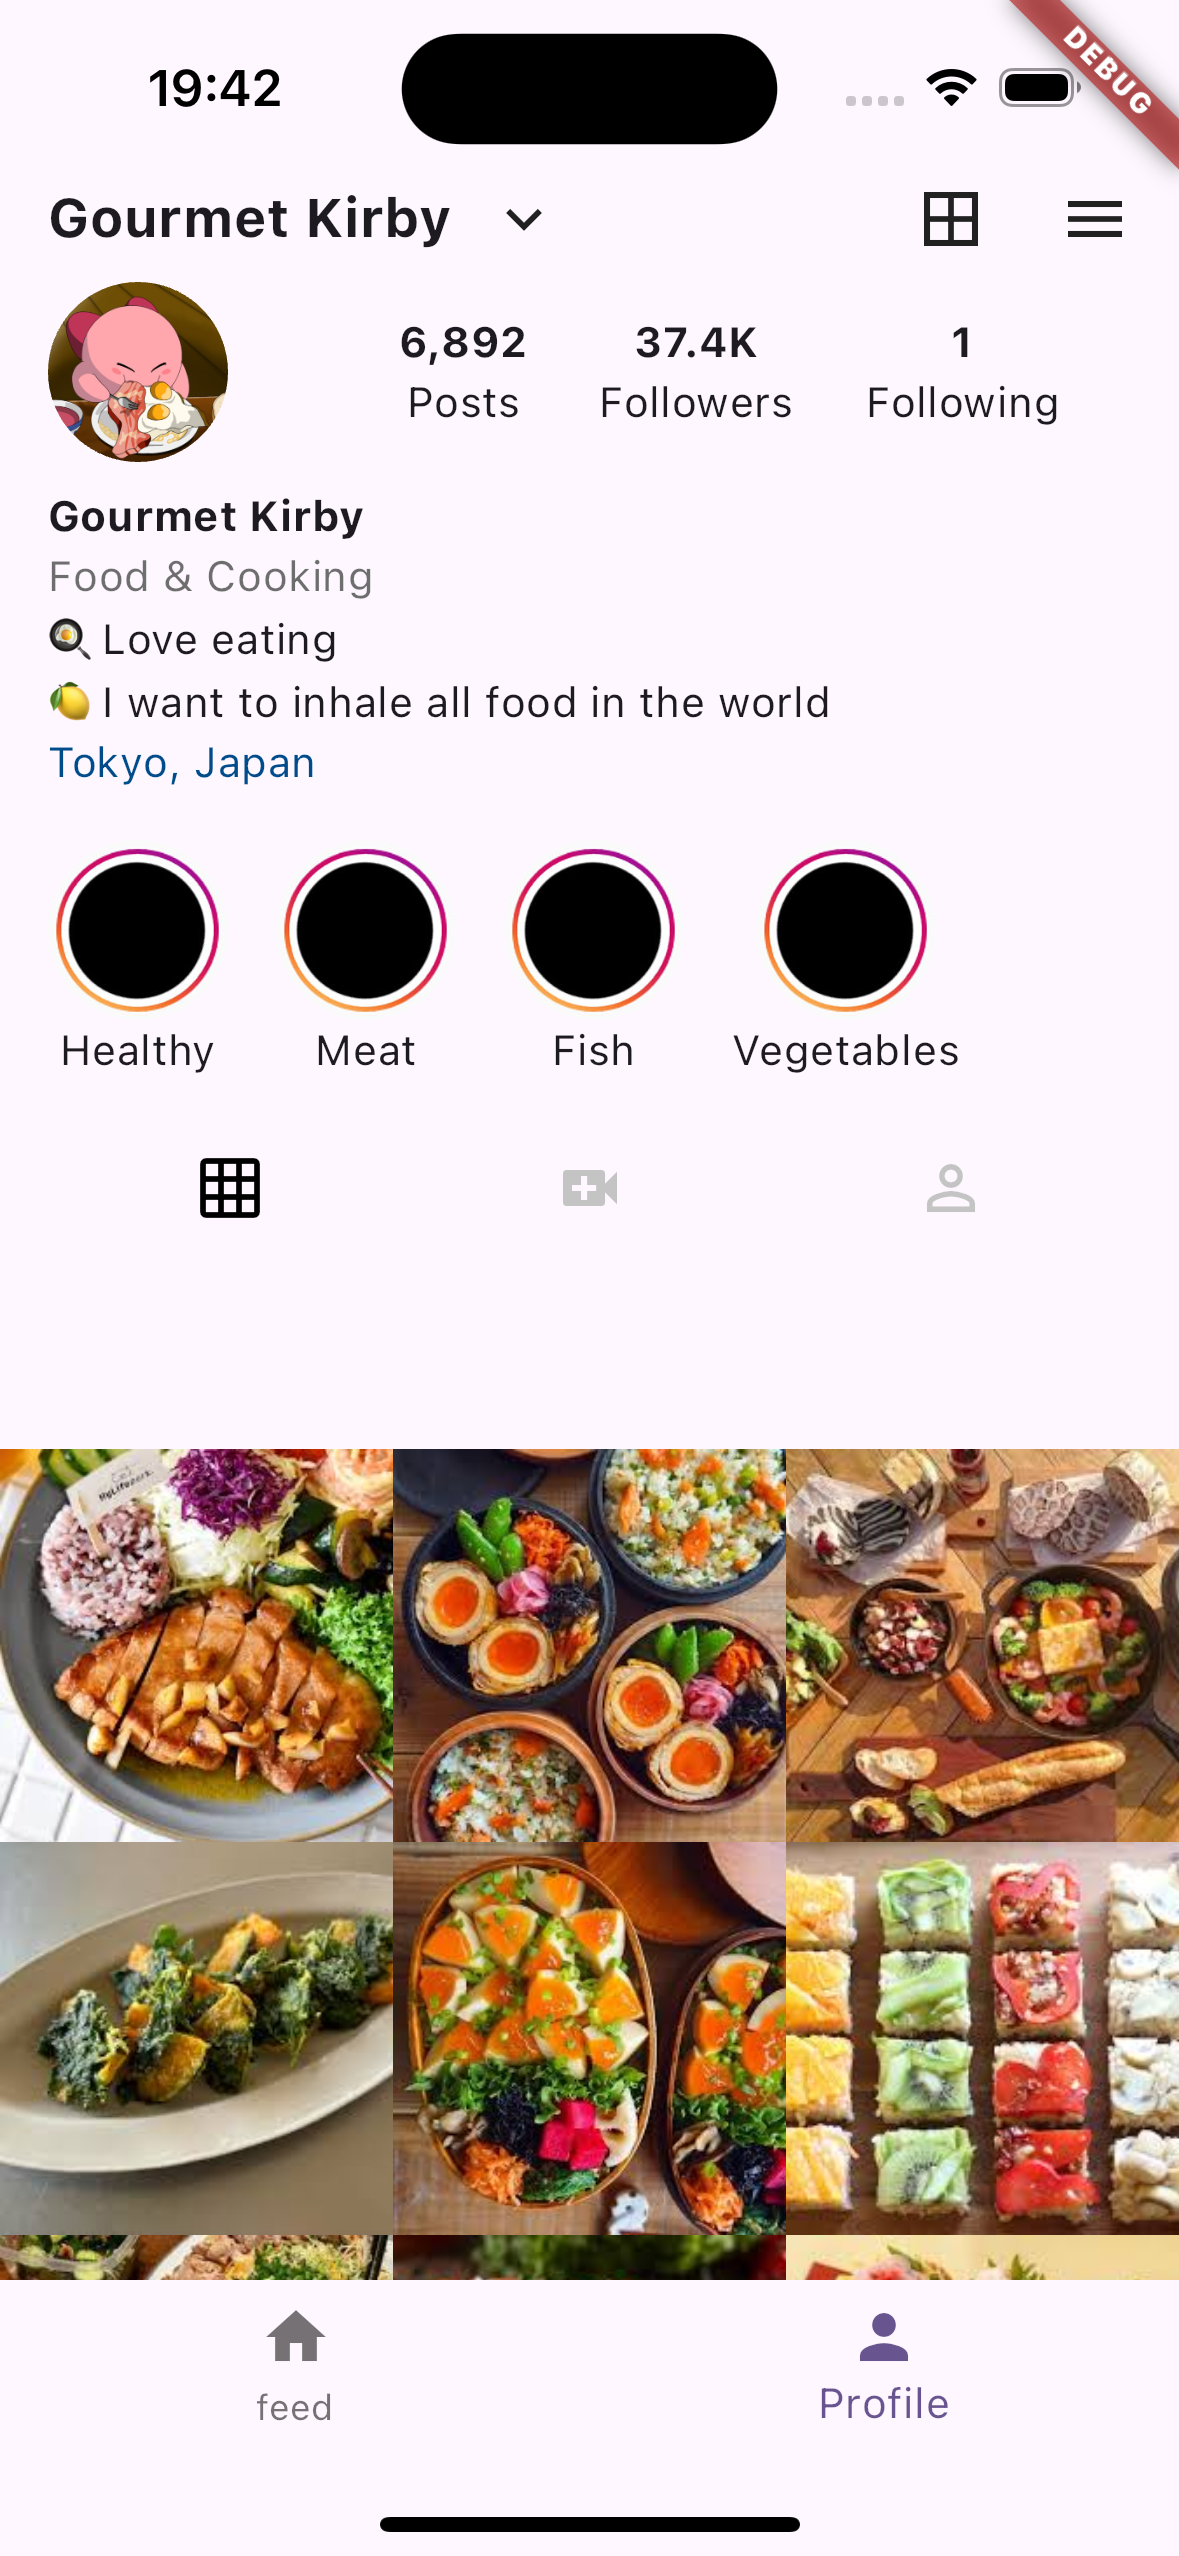 19:42
DEBUG
Gourmet Kirby
6,892 37.4K 1
Posts Followers Following
Gourmet Kirby
Food & Cooking
🍳 Love eating
🍋 I want to inhale all food in the world
Tokyo, Japan
Healthy Meat Fish Vegetables
feed Profile